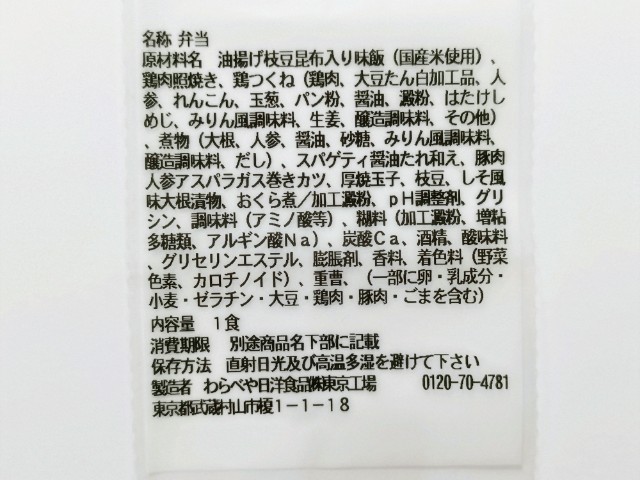 名称 弁当
原材料名 油揚げ枝豆昆布入り味飯（国産米使用）、
鶏肉照焼き、鶏つくね（鶏肉、大豆たん白加工品、人
参、れんこん、玉葱、パン粉、醤油、澱粉、はたけし
めじ、みりん風調味料、生姜、醸造調味料、その他）
、煮物（大根、人参、醤油、砂糖、みりん風調味料、
醸造調味料、だし）、スパゲティ醤油たれ和え、豚肉
人参アスパラガス巻きカツ、厚焼玉子、枝豆、しそ風
味大根漬物、おくら煮／加工澱粉、ｐＨ調整剤、グリ
シン、調味料（アミノ酸等）、糊料（加工澱粉、増粘
多糖類、アルギン酸Ｎａ）、炭酸Ｃａ、酒精、酸味料
、グリセリンエステル、膨脹剤、香料、着色料（野菜
色素、カロチノイド）、重曹、（一部に卵・乳成分・
小麦・ゼラチン・大豆・鶏肉・豚肉・ごまを含む）
内容量 １食
消費期限 別途商品名下部に記載
保存方法 直射日光及び高温多湿を避けて下さい
製造者 わらべや日洋食品㈱東京工場 0120-70-4781
東京都武蔵村山市榎１－１－１８